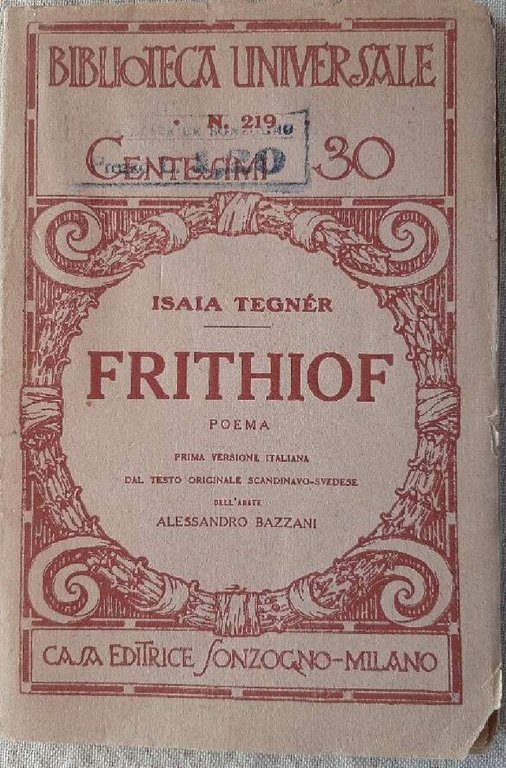 BIBLIOTECA UNIVERSALE
N. 219
CENTESIMI 30
ISAIA TEGNÉR
FRITHIOF
POEMA
PRIMA VERSIONE ITALIANA
DAL TESTO ORIGINALE SCANDINAVO-SVEDESE
DELL'ABATE
ALESSANDRO BAZZANI
CASA EDITRICE SONZOGNO-MILANO